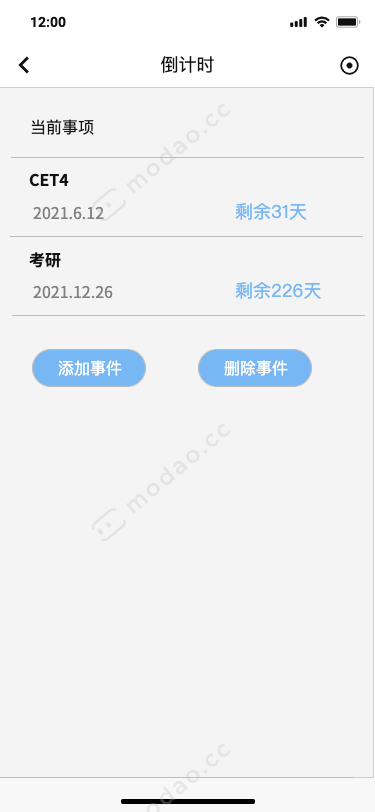 12:00
倒计时
当前事项
CET4
2021.6.12
剩余31天
考研
2021.12.26
剩余226天
添加事件
删除事件
modao.cc
modao.cc
modao.cc